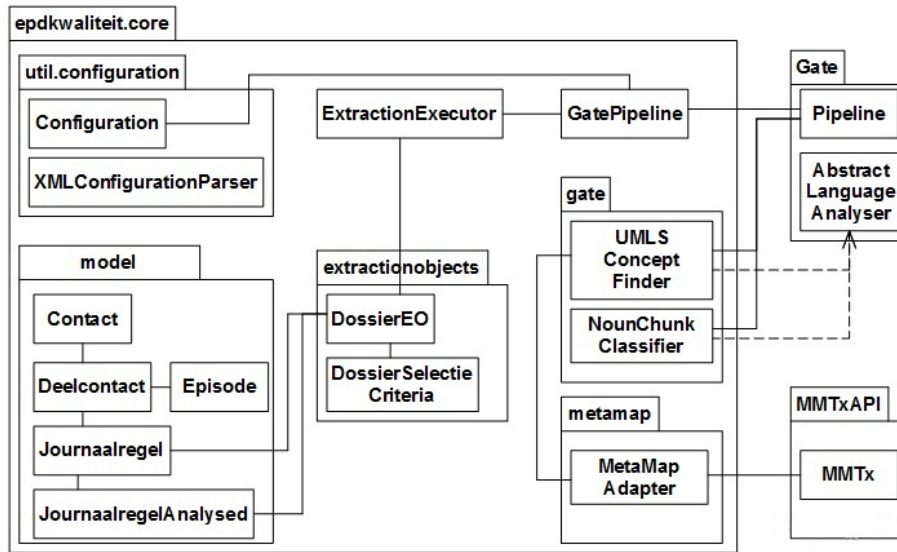 epdkwaliteit.core
util.configuration
Configuration
XMLConfigurationParser
ExtractionExecutor
GatePipeline
Gate
Pipeline
Abstract
Language
Analyser
gate
UMLS
Concept
Finder
NounChunk
Classifier
model
Contact
Deelcontact
Episode
Journaalregel
JournaalregelAnalysed
extractionobjects
DossierEO
DossierSelectie
Criteria
metamap
MetaMap
Adapter
MMTxAPI
MMTx